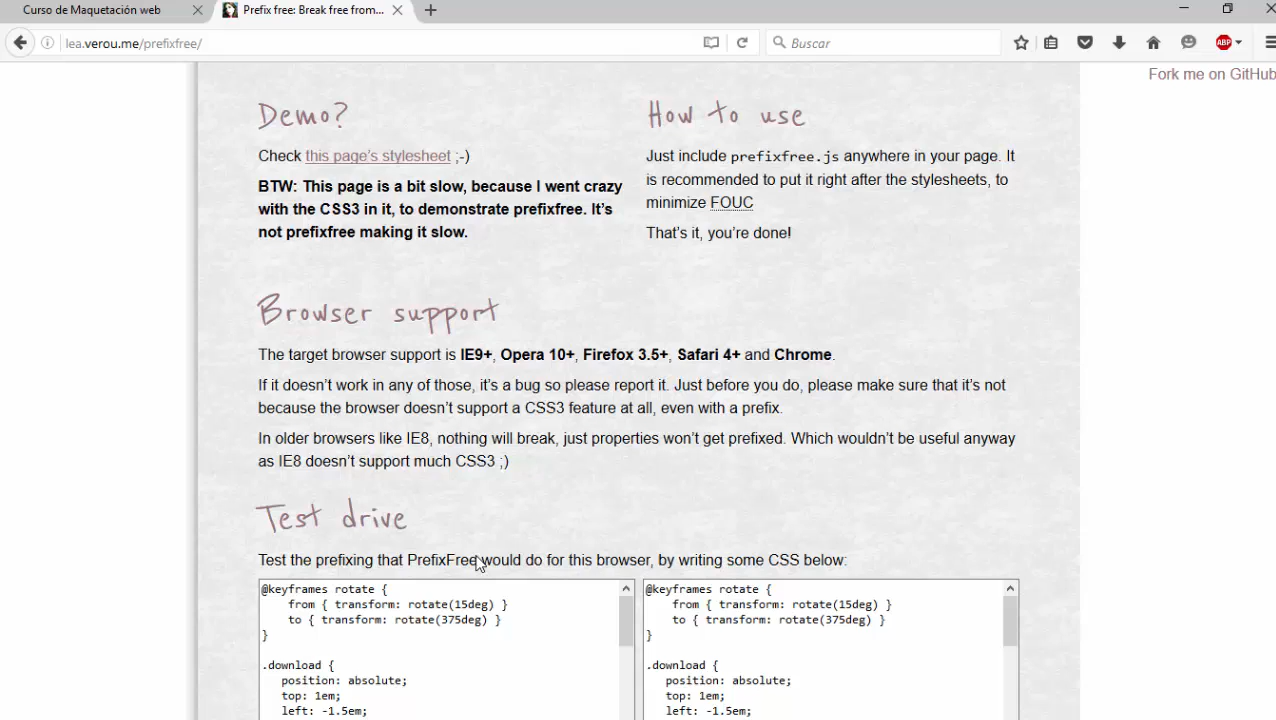 Curso de Maquetación web
Prefix free: Break free from...
lea.verou.me/prefixfree/
Buscar
ABP
Fork me on GitHub
Demo?
Check this page's stylesheet ;-)
BTW: This page is a bit slow, because I went crazy
with the CSS3 in it, to demonstrate prefixfree. It's
not prefixfree making it slow.
How to use
Just include prefixfree.js anywhere in your page. It
is recommended to put it right after the stylesheets, to
minimize FOUC
That's it, you're done!
Browser support
The target browser support is IE9+, Opera 10+, Firefox 3.5+, Safari 4+ and Chrome.
If it doesn't work in any of those, it's a bug so please report it. Just before you do, please make sure that it's not
because the browser doesn't support a CSS3 feature at all, even with a prefix.
In older browsers like IE8, nothing will break, just properties won't get prefixed. Which wouldn't be useful anyway
as IE8 doesn't support much CSS3 ;)
Test drive
Test the prefixing that PrefixFree would do for this browser, by writing some CSS below:
@keyframes rotate {
from { transform: rotate(15deg) }
to { transform: rotate(375deg) }
}
.download {
position: absolute;
top: 1em;
left: -1.5em;
@keyframes rotate {
from { transform: rotate(15deg) }
to { transform: rotate(375deg) }
}
.download {
position: absolute;
top: 1em;
left: -1.5em;